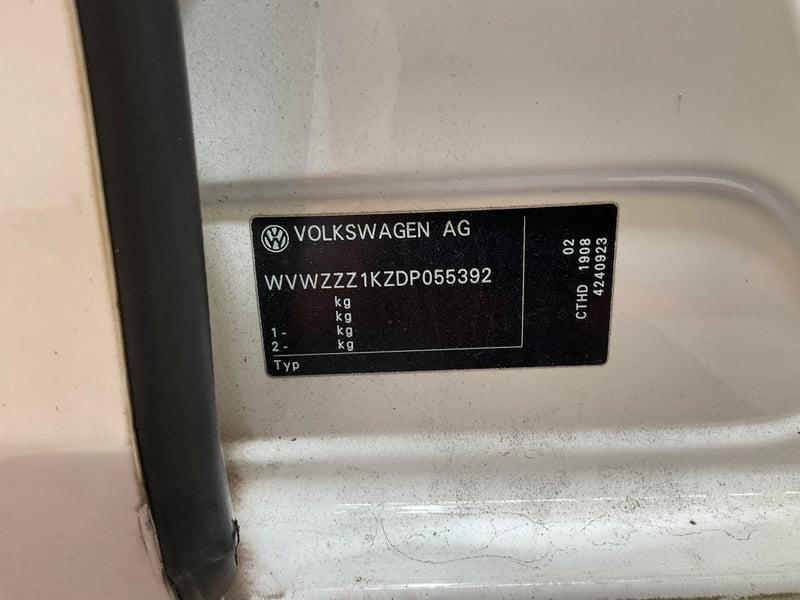 VOLKSWAGEN AG
WVWZZZ1KZDP055392
kg
kg
1- kg
2- kg
Typ
02
CTHD 1908
4240923